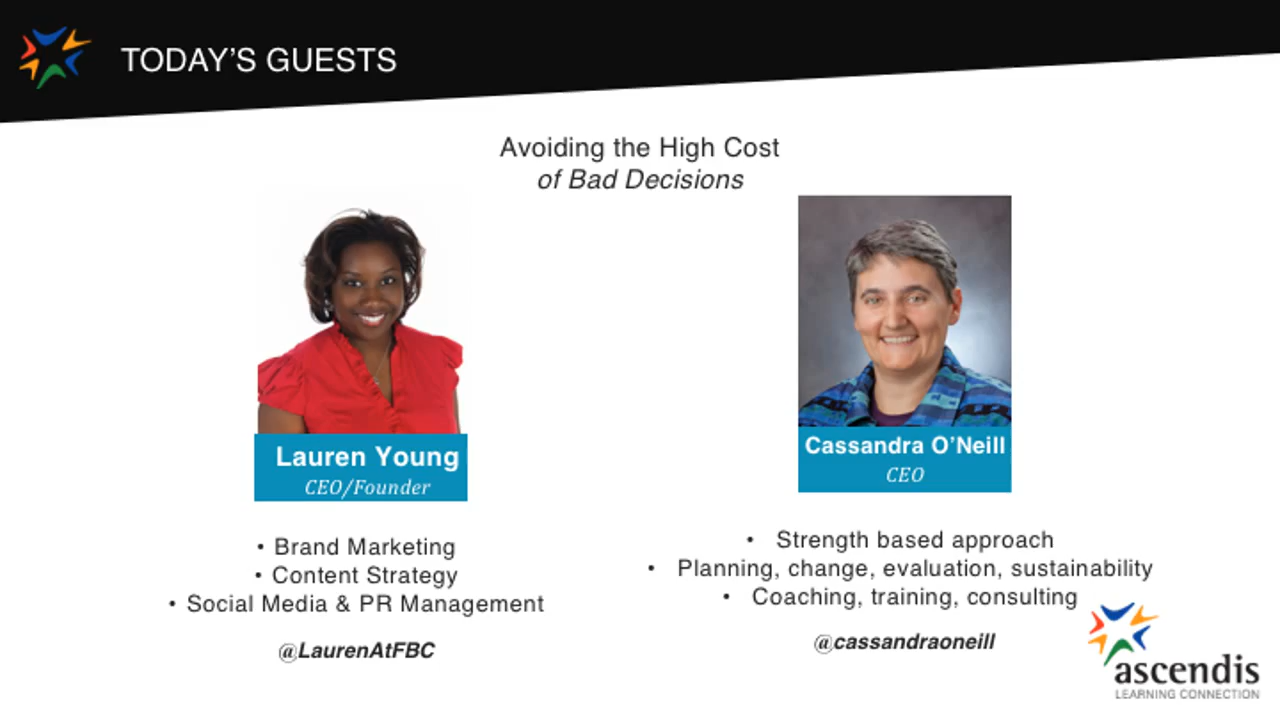 TODAY'S GUESTS
Avoiding the High Cost
of Bad Decisions
Lauren Young
CEO/Founder
• Brand Marketing
• Content Strategy
• Social Media & PR Management
@LaurenAtFBC
Cassandra O'Neill
CEO
• Strength based approach
• Planning, change, evaluation, sustainability
• Coaching, training, consulting
@cassandraoneill
ascendis
LEARNING CONNECTION